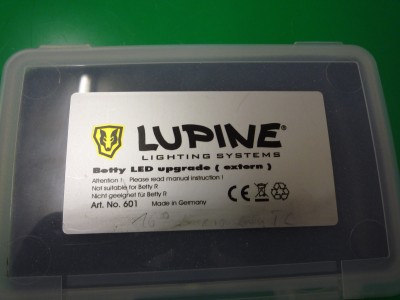 LUPINE®
LIGHTING SYSTEMS
Betty LED upgrade ( extern )
Attention ! Please read manual instruction !
Not suitable for Betty R
Nicht geeignet für Betty R
Art. No. 601 Made in Germany
CE